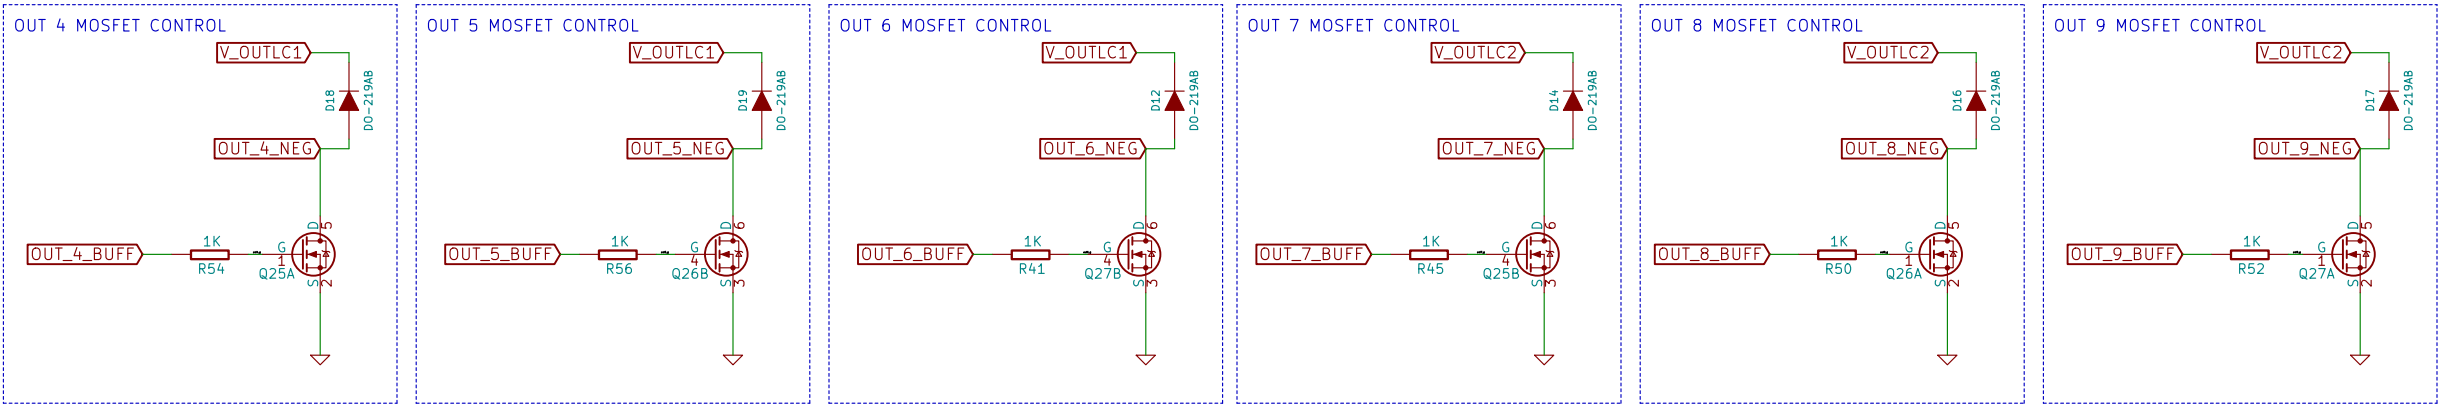 OUT 4 MOSFET CONTROL
V_OUTLC1
D18
DO-219AB
OUT_4_NEG
D
5
OUT_4_BUFF
1K
R54
G
1
Q25A
S
2
OUT 5 MOSFET CONTROL
V_OUTLC1
D19
DO-219AB
OUT_5_NEG
D
6
OUT_5_BUFF
1K
R56
G
4
Q26B
S
3
OUT 6 MOSFET CONTROL
V_OUTLC1
D12
DO-219AB
OUT_6_NEG
D
6
OUT_6_BUFF
1K
R41
G
4
Q27B
S
3
OUT 7 MOSFET CONTROL
V_OUTLC2
D14
DO-219AB
OUT_7_NEG
D
6
OUT_7_BUFF
1K
R45
G
4
Q25B
S
3
OUT 8 MOSFET CONTROL
V_OUTLC2
D16
DO-219AB
OUT_8_NEG
D
5
OUT_8_BUFF
1K
R50
G
1
Q26A
S
2
OUT 9 MOSFET CONTROL
V_OUTLC2
D17
DO-219AB
OUT_9_NEG
D
5
OUT_9_BUFF
1K
R52
G
1
Q27A
S
2